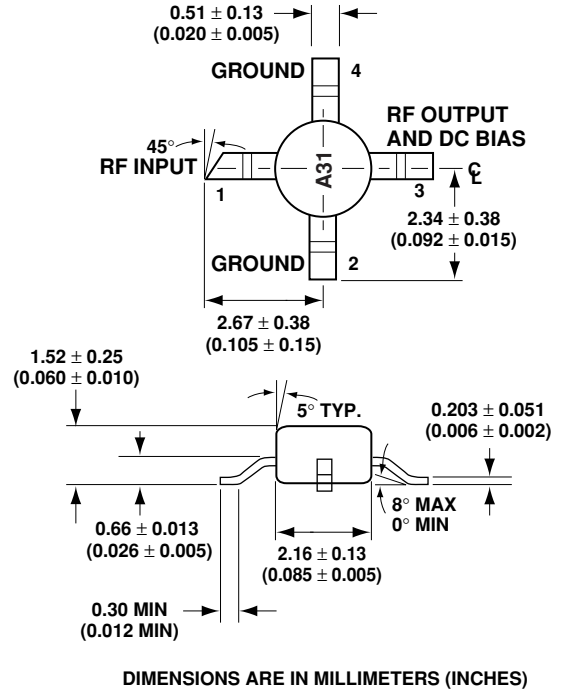 0.51 ± 0.13
(0.020 ± 0.005)
GROUND
4
RF OUTPUT
AND DC BIAS
45°
RF INPUT
A31
℄
1
3
2.34 ± 0.38
(0.092 ± 0.015)
GROUND
2
2.67 ± 0.38
(0.105 ± 0.15)
1.52 ± 0.25
(0.060 ± 0.010)
5° TYP.
0.203 ± 0.051
(0.006 ± 0.002)
8° MAX
0° MIN
0.66 ± 0.013
(0.026 ± 0.005)
2.16 ± 0.13
(0.085 ± 0.005)
0.30 MIN
(0.012 MIN)
DIMENSIONS ARE IN MILLIMETERS (INCHES)